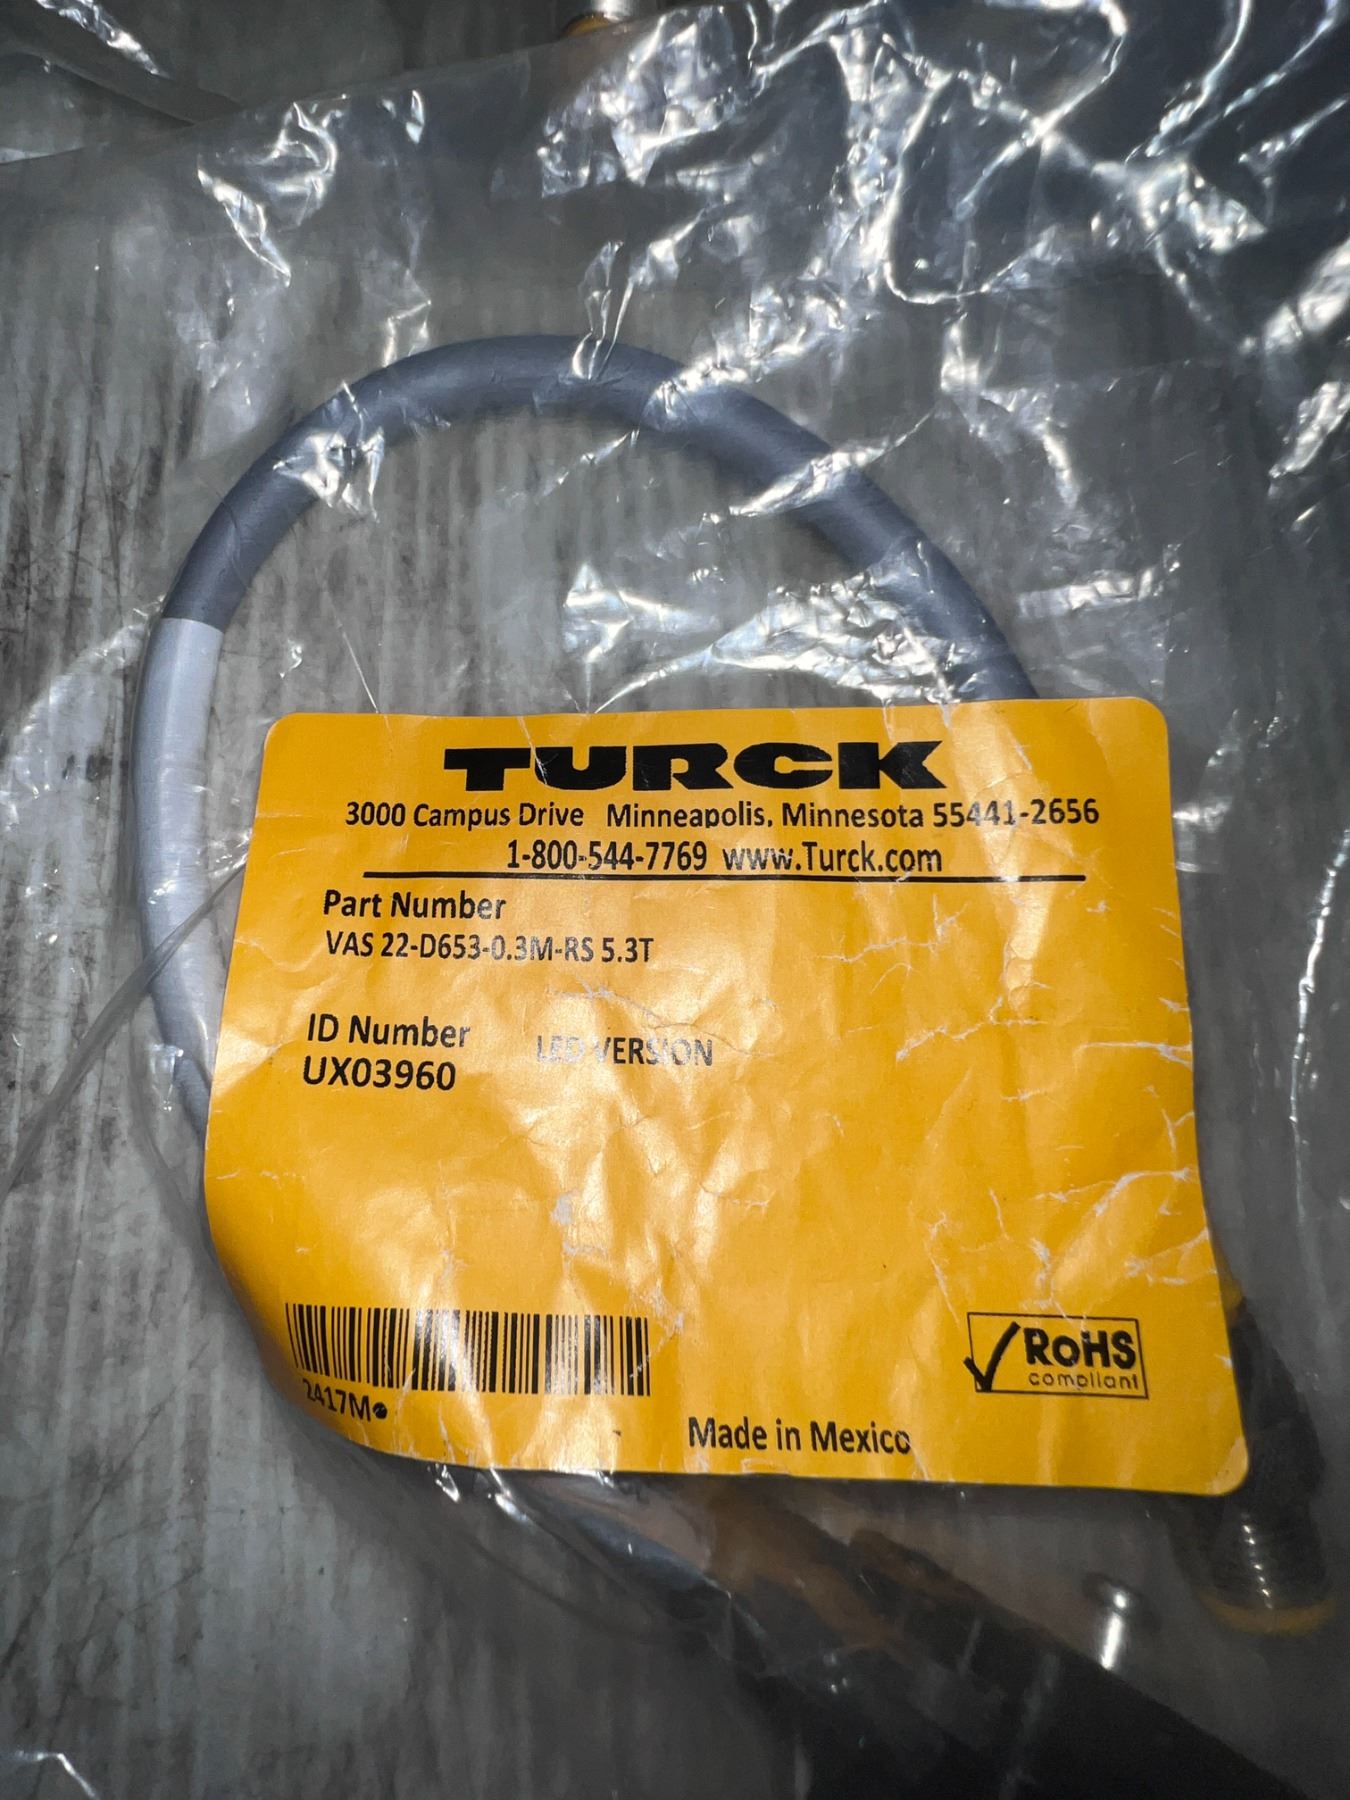 TURCK
3000 Campus Drive Minneapolis, Minnesota 55441-2656
1-800-544-7769 www.Turck.com
Part Number
VAS 22-D653-0.3M-RS 5.3T
ID Number
UX03960
LED VERSION
2417M
RoHS
compliant
Made in Mexico